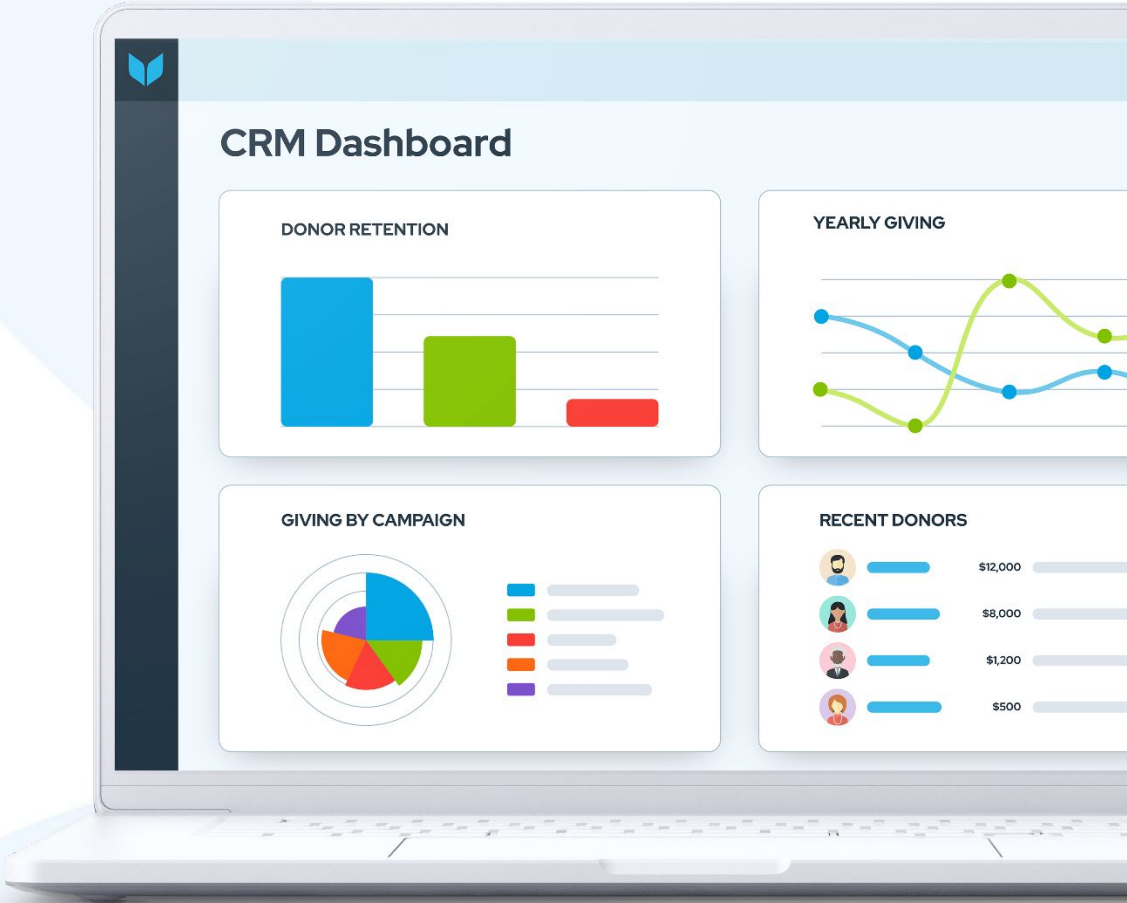 CRM Dashboard
DONOR RETENTION
YEARLY GIVING
GIVING BY CAMPAIGN
RECENT DONORS
$12,000
$8,000
$1,200
$500